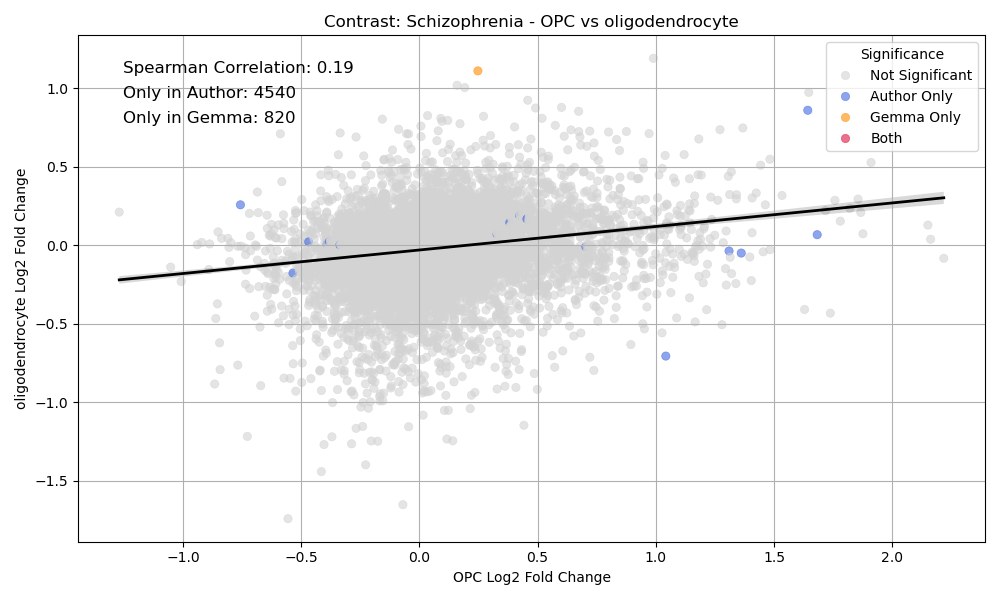 Contrast: Schizophrenia - OPC vs oligodendrocyte
Spearman Correlation: 0.19
Only in Author: 4540
Only in Gemma: 820
Significance
Not Significant
Author Only
Gemma Only
Both
oligodendrocyte Log2 Fold Change
1.0
0.5
0.0
−0.5
−1.0
−1.5
−1.0
−0.5
0.0
0.5
1.0
1.5
2.0
OPC Log2 Fold Change